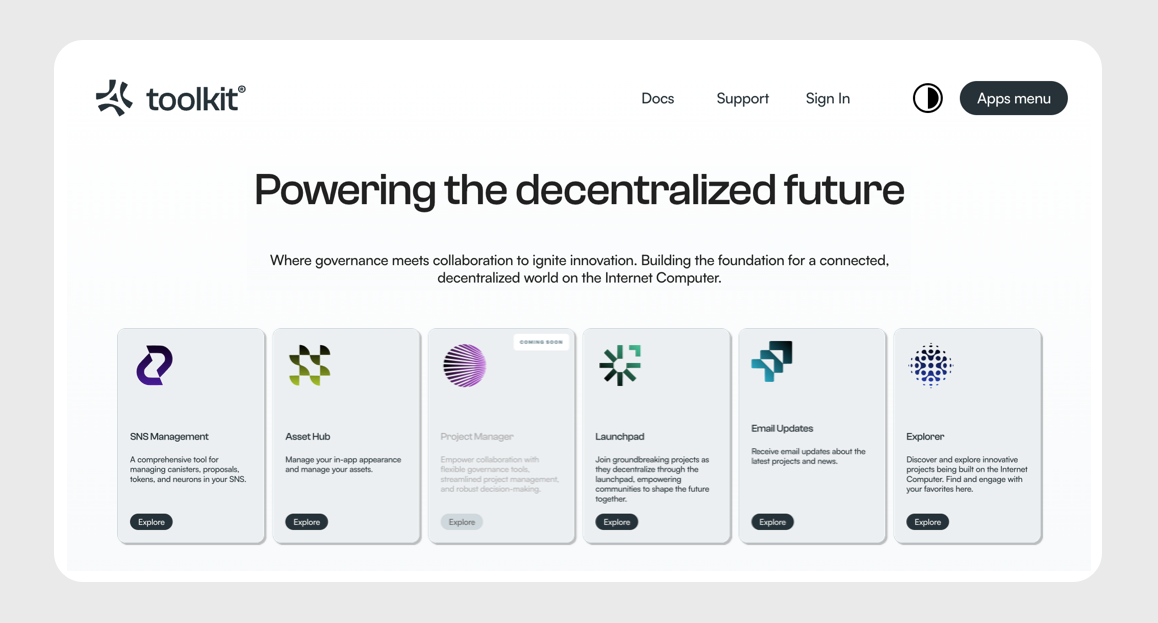 toolkit®
Docs
Support
Sign In
Apps menu
Powering the decentralized future
Where governance meets collaboration to ignite innovation. Building the foundation for a connected,
decentralized world on the Internet Computer.
SNS Management
A comprehensive tool for
managing canisters, proposals,
tokens, and neurons in your SNS.
Explore
Asset Hub
Manage your in-app appearance
and manage your assets.
Explore
COMING SOON
Project Manager
Empower collaboration with
flexible governance tools,
streamlined project management,
and robust decision-making.
Explore
Launchpad
Join groundbreaking projects as
they decentralize through the
launchpad, empowering
communities to shape the future
together.
Explore
Email Updates
Receive email updates about the
latest projects and news.
Explore
Explorer
Discover and explore innovative
projects being built on the Internet
Computer. Find and engage with
your favorites here.
Explore